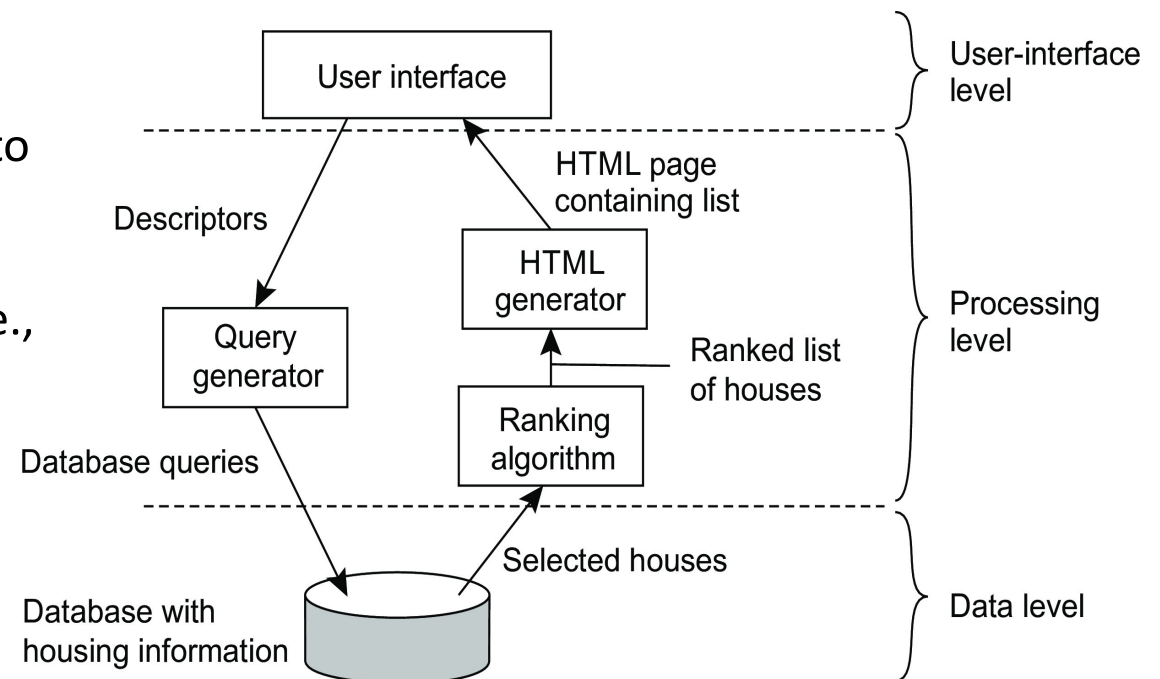 User interface
User-interface
level
to
HTML page
containing list
Descriptors
HTML
generator
Processing
level
e.,
Query
generator
Ranked list
of houses
Ranking
algorithm
Database queries
Selected houses
Data level
Database with
housing information